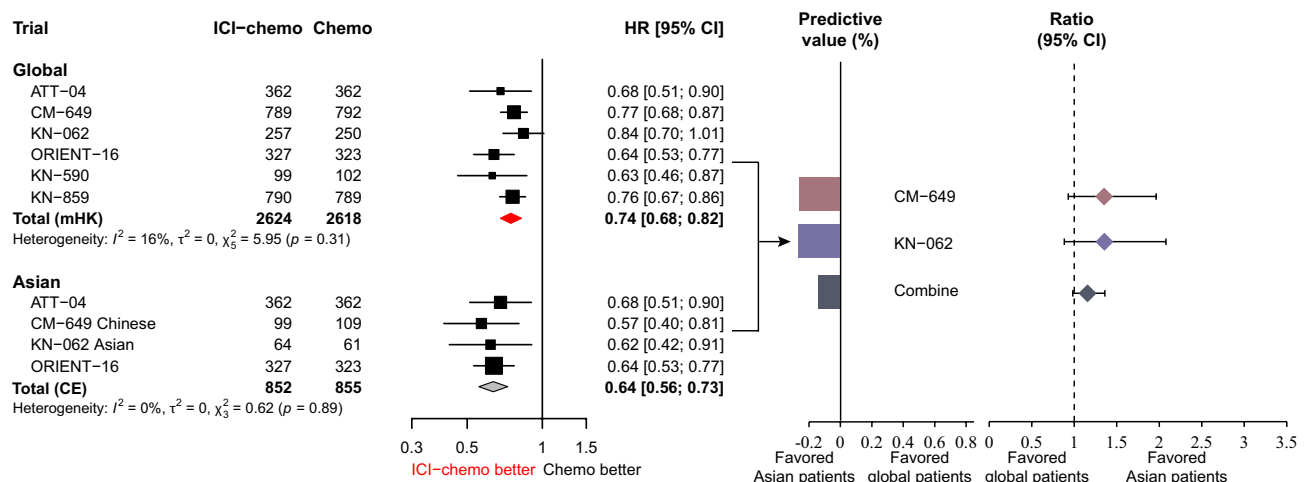 Trial ICI−chemo Chemo HR [95% CI] Predictive value (%) Ratio (95% CI)
Global
ATT−04 362 362 0.68 [0.51; 0.90]
CM−649 789 792 0.77 [0.68; 0.87]
KN−062 257 250 0.84 [0.70; 1.01]
ORIENT−16 327 323 0.64 [0.53; 0.77]
KN−590 99 102 0.63 [0.46; 0.87]
KN−859 790 789 0.76 [0.67; 0.86]
Total (mHK) 2624 2618 0.74 [0.68; 0.82]
Heterogeneity: I² = 16%, τ² = 0, χ²₅ = 5.95 (p = 0.31)
Asian
ATT−04 362 362 0.68 [0.51; 0.90]
CM−649 Chinese 99 109 0.57 [0.40; 0.81]
KN−062 Asian 64 61 0.62 [0.42; 0.91]
ORIENT−16 327 323 0.64 [0.53; 0.77]
Total (CE) 852 855 0.64 [0.56; 0.73]
Heterogeneity: I² = 0%, τ² = 0, χ²₃ = 0.62 (p = 0.89)
0.3 0.5 1 1.5
ICI−chemo better Chemo better
CM−649
KN−062
Combine
-0.2 0 0.2 0.4 0.6 0.8
Favored Asian patients
Favored global patients
0 0.5 1 1.5 2 2.5 3 3.5
Favored global patients
Favored Asian patients